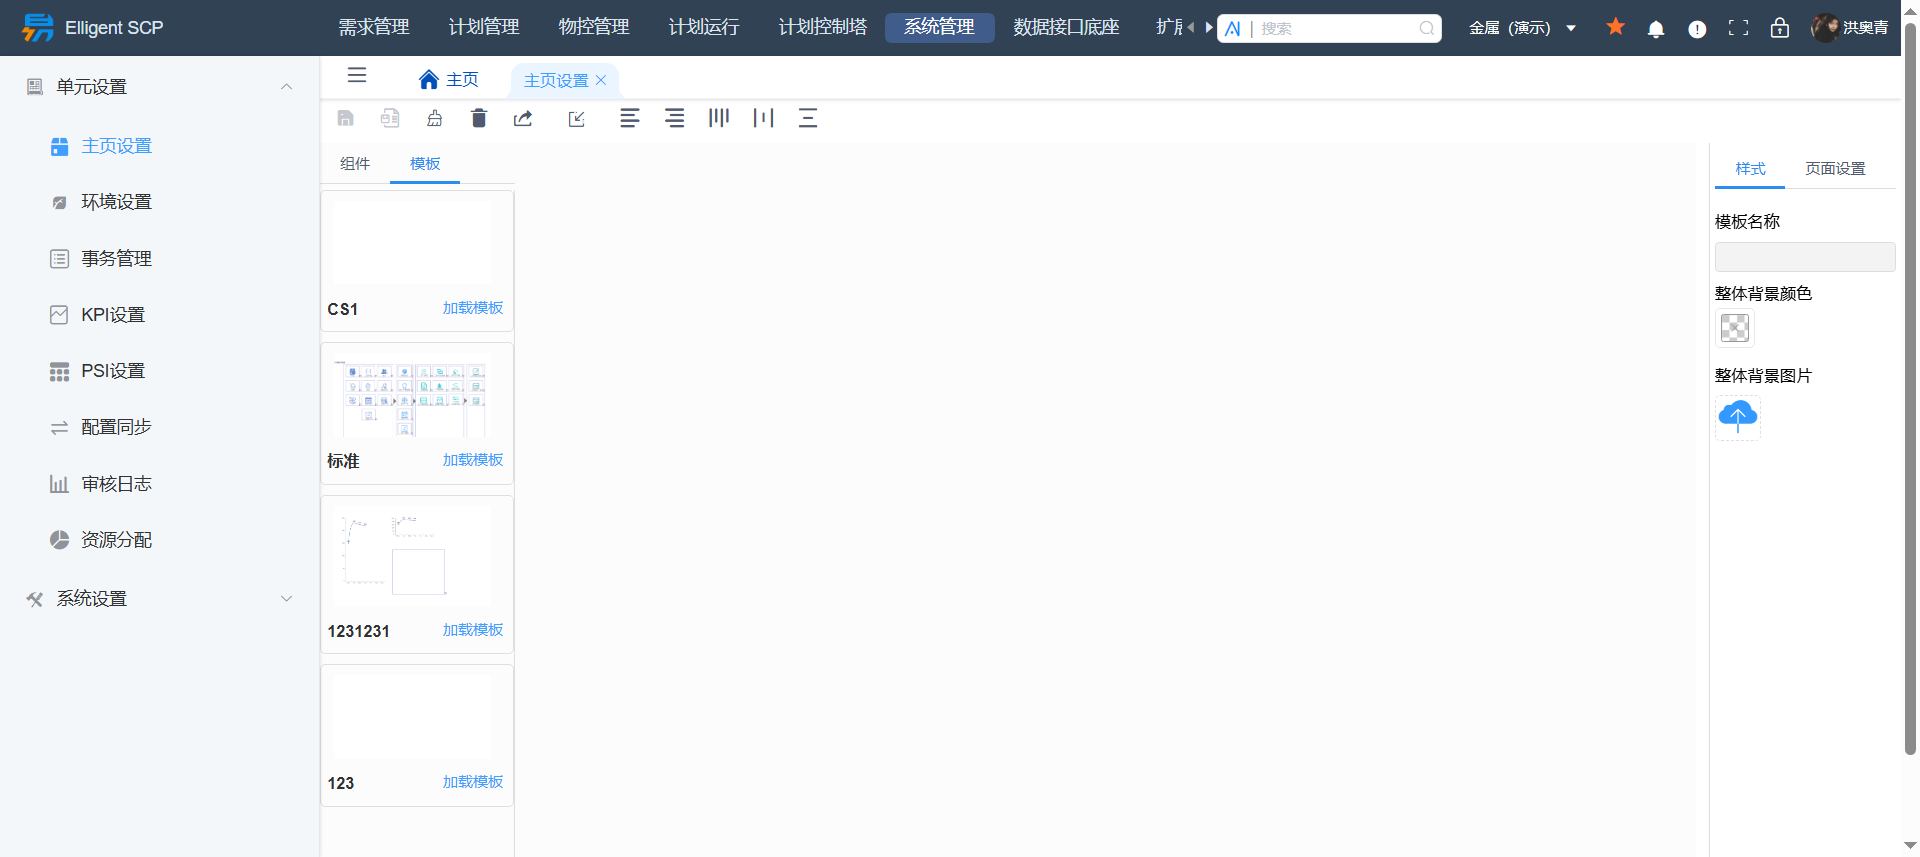 Elligent SCP
需求管理 计划管理 物控管理 计划运行 计划控制塔 系统管理 数据接口底座
搜索
金属（演示）
洪奥青
单元设置
主页设置
环境设置
事务管理
KPI设置
PSI设置
配置同步
审核日志
资源分配
系统设置
主页 主页设置
组件 模板
CS1 加载模板
标准 加载模板
1231231 加载模板
123 加载模板
样式 页面设置
模板名称
整体背景颜色
整体背景图片